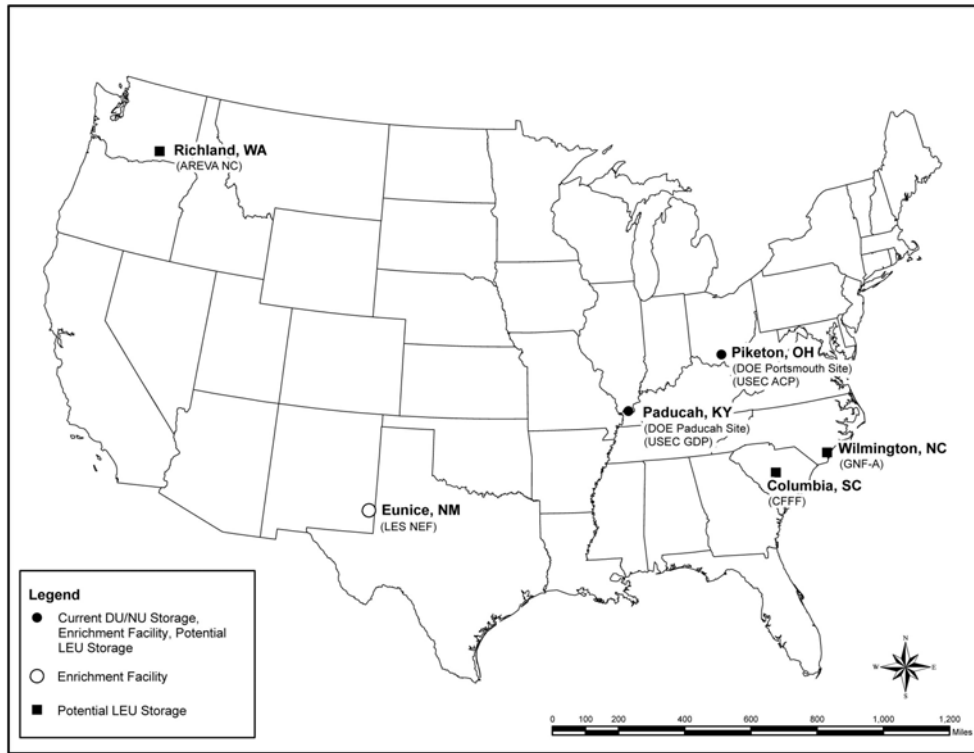 Richland, WA
(AREVA NC)
Piketon, OH
(DOE Portsmouth Site)
(USEC ACP)
Paducah, KY
(DOE Paducah Site)
(USEC GDP)
Wilmington, NC
(GNF-A)
Columbia, SC
(CFFF)
Eunice, NM
(LES NEF)
Legend
Current DU/NU Storage,
Enrichment Facility, Potential
LEU Storage
Enrichment Facility
Potential LEU Storage
N
W E
S
0 100 200 400 600 800 1,000 1,200
Miles